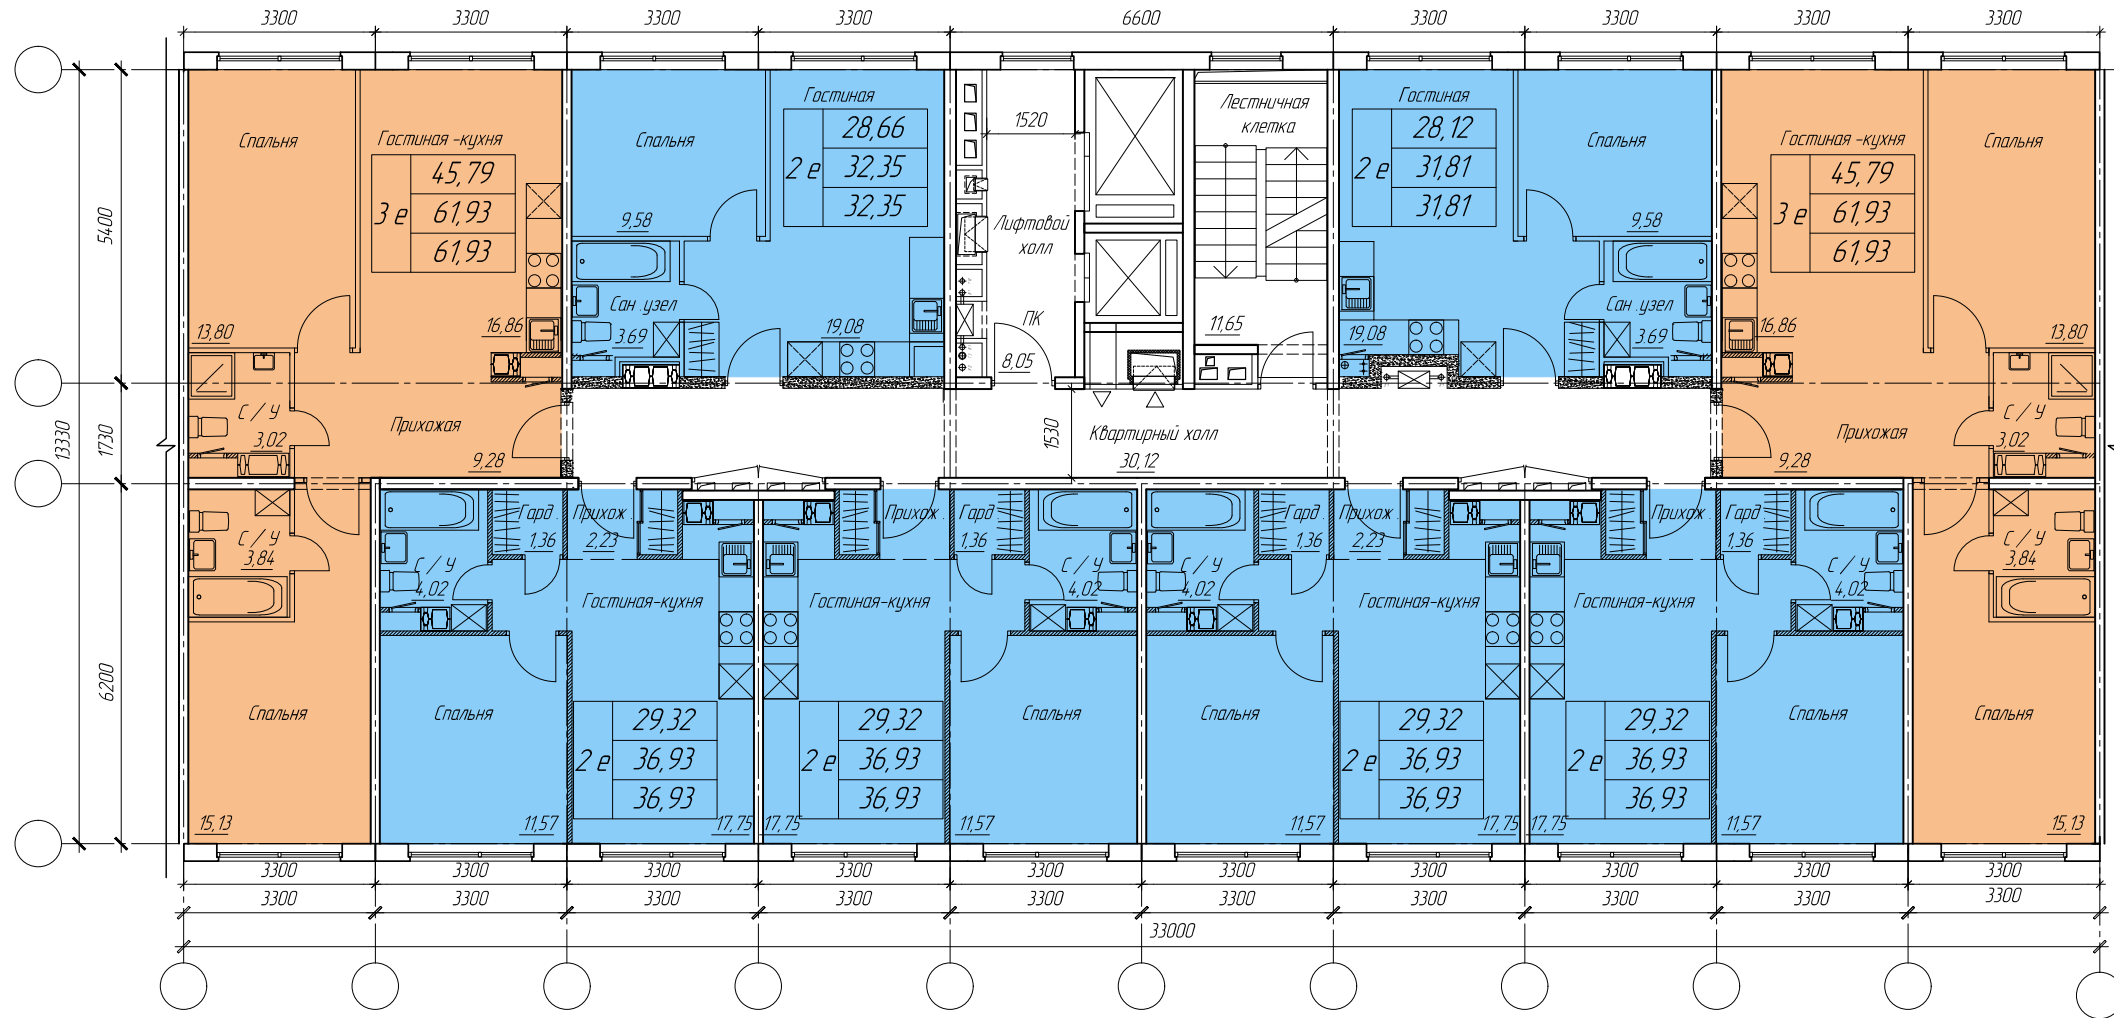 3300 3300 3300 3300 6600 3300 3300 3300 3300
Спальня
Гостиная -кухня
3 е
45,79
61,93
61,93
13,80
16,86
Спальня
Гостиная
2 е
28,66
32,35
32,35
9,58
Сан .узел
3.69
19,08
1520
Лифтовой
холл
ПК
8,05
Лестничная
клетка
11,65
Гостиная
2 е
28,12
31,81
31,81
Спальня
9,58
Сан .узел
3.69
19,08
Гостиная -кухня
3 е
45,79
61,93
61,93
Спальня
16,86
13,80
5400
1730
13330
6200
С / У
3,02
Прихожая
9,28
1530
Квартирный холл
30,12
Прихожая
9,28
С / У
3,02
С / У
3,84
Гард .
1,36
Прихож .
2,23
Прихож .
Гард .
1,36
Гард .
1,36
Прихож .
2,23
Прихож .
Гард .
1,36
С / У
3,84
С / У
4,02
С / У
4,02
С / У
4,02
С / У
4,02
Гостиная-кухня
Гостиная-кухня
Гостиная-кухня
Гостиная-кухня
Спальня
Спальня
Спальня
Спальня
Спальня
Спальня
2 е
29,32
36,93
36,93
2 е
29,32
36,93
36,93
2 е
29,32
36,93
36,93
2 е
29,32
36,93
36,93
15,13
11,57
17,75
17,75
11,57
11,57
17,75
17,75
11,57
15,13
3300 3300 3300 3300 3300 3300 3300 3300 3300 3300
3300 3300 3300 3300 3300 3300 3300 3300 3300 3300
33000